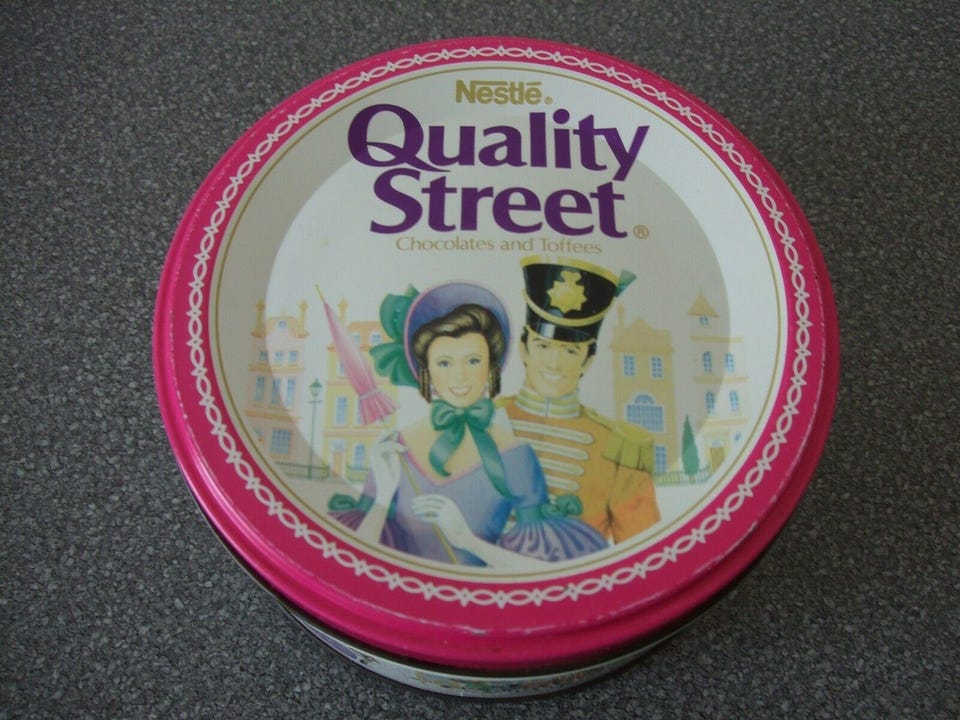 Nestlé®
Quality
Street®
Chocolates and Toffees